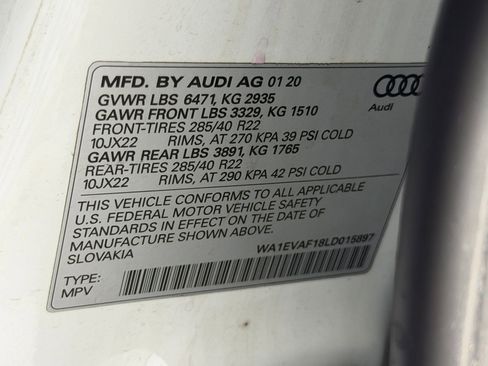 MFD. BY AUDI AG 01 20
GVWR LBS 6471, KG 2935
GAWR FRONT LBS 3329, KG 1510
FRONT-TIRES 285/40 R22
10JX22 RIMS, AT 270 KPA 39 PSI COLD
GAWR REAR LBS 3891, KG 1765
REAR-TIRES 285/40 R22
10JX22 RIMS, AT 290 KPA 42 PSI COLD
THIS VEHICLE CONFORMS TO ALL APPLICABLE
U.S. FEDERAL MOTOR VEHICLE SAFETY
STANDARDS IN EFFECT ON THE DATE OF
MANUFACTURE SHOWN ABOVE.
SLOVAKIA
WA1EVAF18LD015897
TYPE:
MPV
Audi